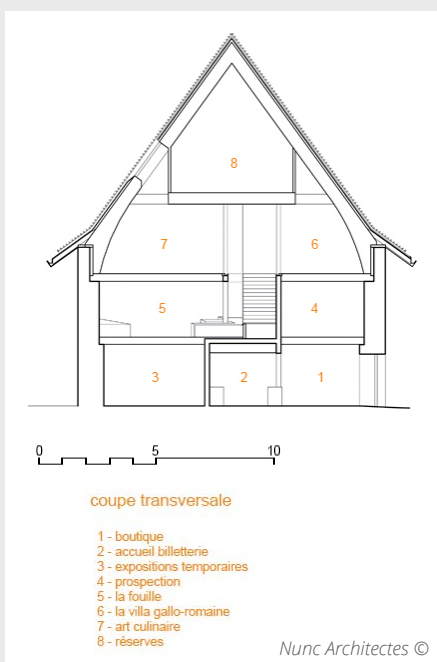 8
7
6
5
4
3
2
1
0
5
10
coupe transversale
1 - boutique
2 - accueil billetterie
3 - expositions temporaires
4 - prospection
5 - la fouille
6 - la villa gallo-romaine
7 - art culinaire
8 - réserves
Nunc Architectes ©